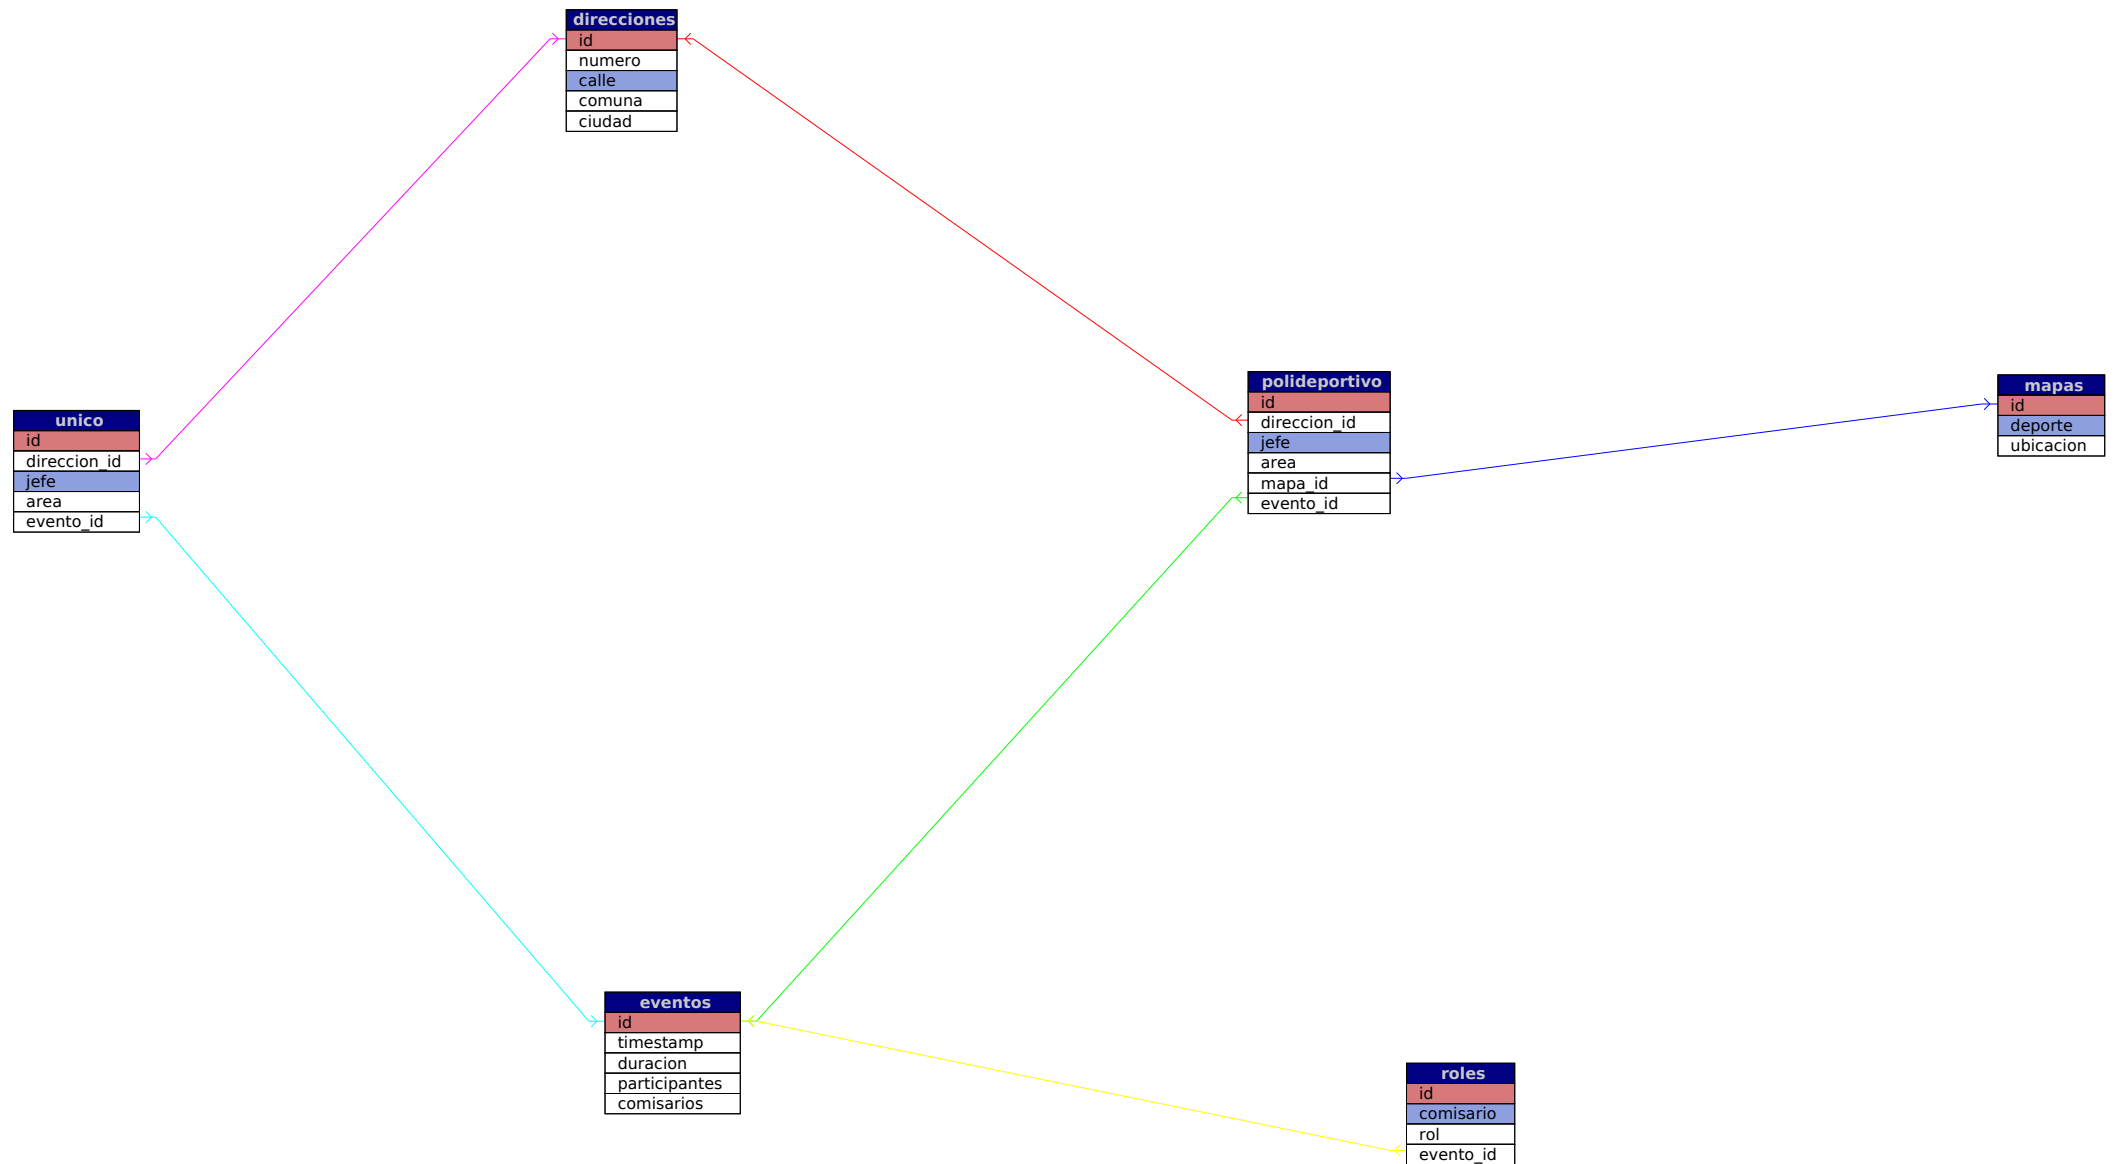 direcciones
id
numero
calle
comuna
ciudad
unico
id
direccion_id
jefe
area
evento_id
polideportivo
id
direccion_id
jefe
area
mapa_id
evento_id
mapas
id
deporte
ubicacion
eventos
id
timestamp
duracion
participantes
comisarios
roles
id
comisario
rol
evento_id